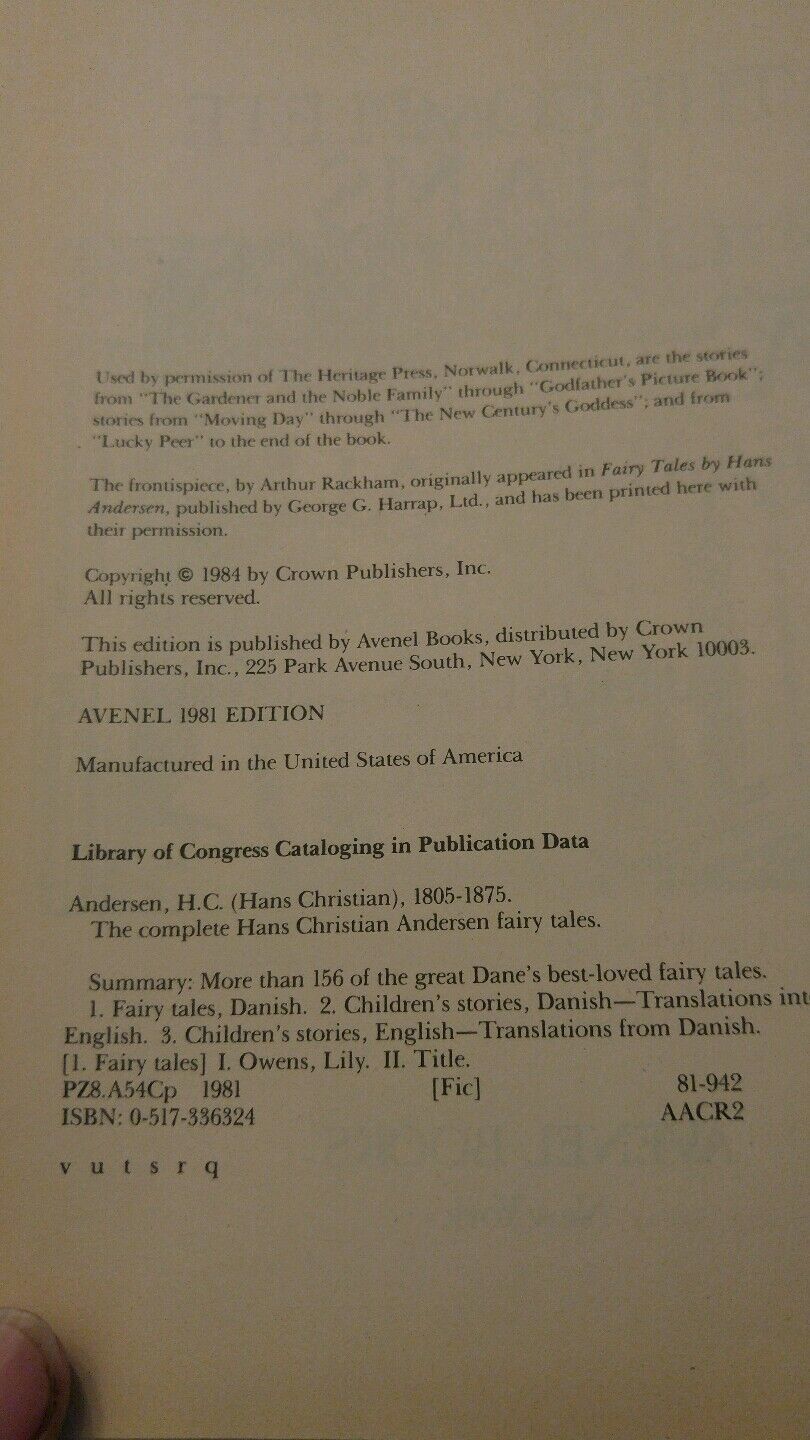 Used by permission of The Heritage Press, Norwalk, Connecticut, are the stories
from "The Gardener and the Noble Family" through "Godfather's Picture Book";
stories from "Moving Day" through "The New Century's Goddess"; and from
"Lucky Peer" to the end of the book.
The frontispiece, by Arthur Rackham, originally appeared in Fairy Tales by Hans
Andersen, published by George G. Harrap, Ltd., and has been printed here with
their permission.
Copyright © 1984 by Crown Publishers, Inc.
All rights reserved.
This edition is published by Avenel Books, distributed by Crown
Publishers, Inc., 225 Park Avenue South, New York, New York 10003.
AVENEL 1981 EDITION
Manufactured in the United States of America
Library of Congress Cataloging in Publication Data
Andersen, H.C. (Hans Christian), 1805-1875.
The complete Hans Christian Andersen fairy tales.
Summary: More than 156 of the great Dane's best-loved fairy tales.
1. Fairy tales, Danish. 2. Children's stories, Danish—Translations int
English. 3. Children's stories, English—Translations from Danish.
[1. Fairy tales] I. Owens, Lily. II. Title.
PZ8.A54Cp 1981 [Fic] 81-942
ISBN: 0-517-336324 AACR2
v u t s r q